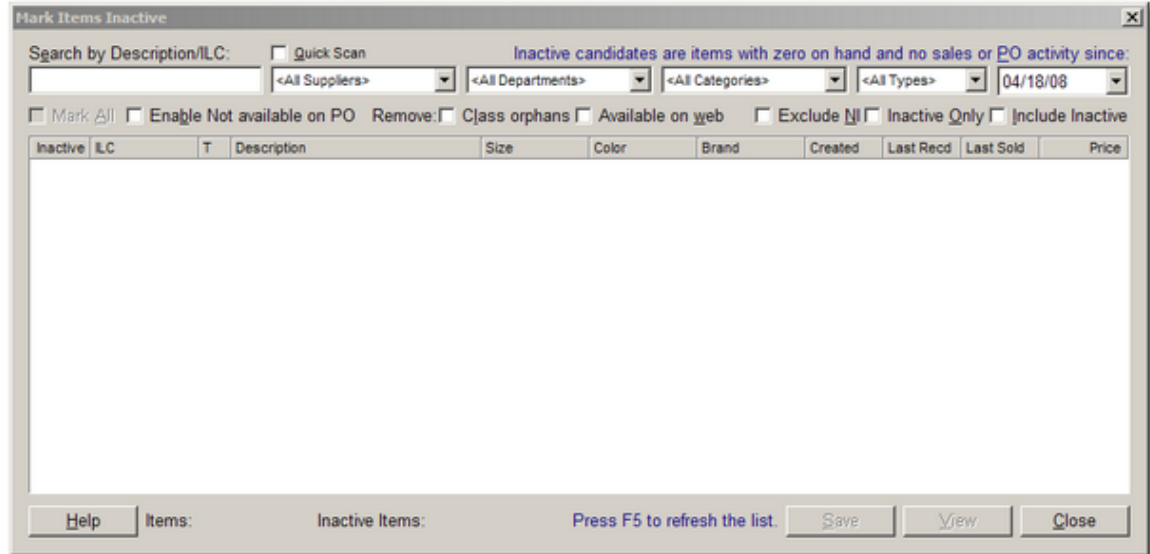 Mark Items Inactive
Search by Description/ILC: Quick Scan Inactive candidates are items with zero on hand and no sales or PO activity since:
<All Suppliers> <All Departments> <All Categories> <All Types> 04/18/08
Mark All Enable Not available on PO Remove: Class orphans Available on web Exclude NI Inactive Only Include Inactive
Inactive ILC T Description Size Color Brand Created Last Recd Last Sold Price
Help Items: Inactive Items: Press F5 to refresh the list. Save View Close